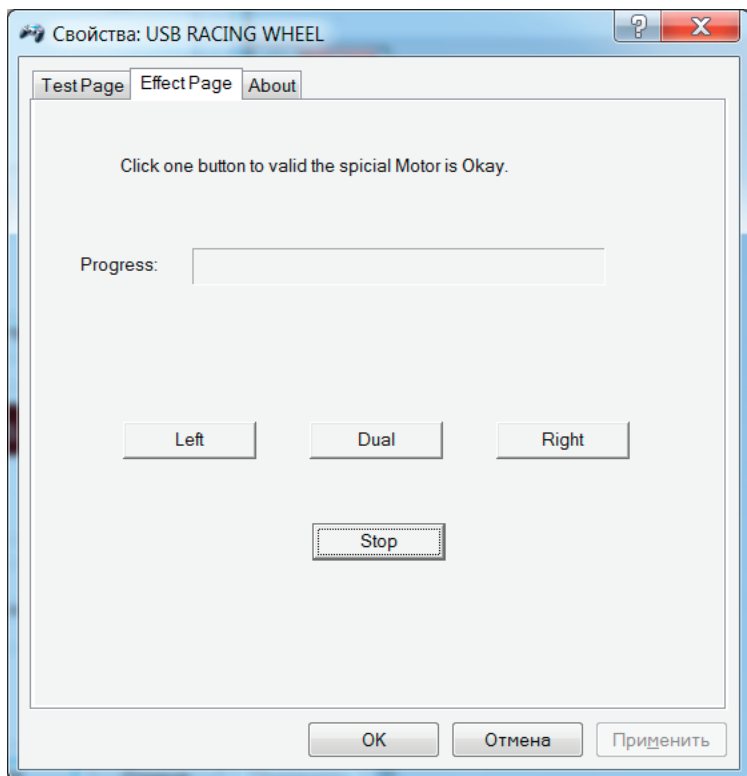 Свойства: USB RACING WHEEL
Test Page Effect Page About
Click one button to valid the spicial Motor is Okay.
Progress:
Left Dual Right
Stop
OK Отмена Применить